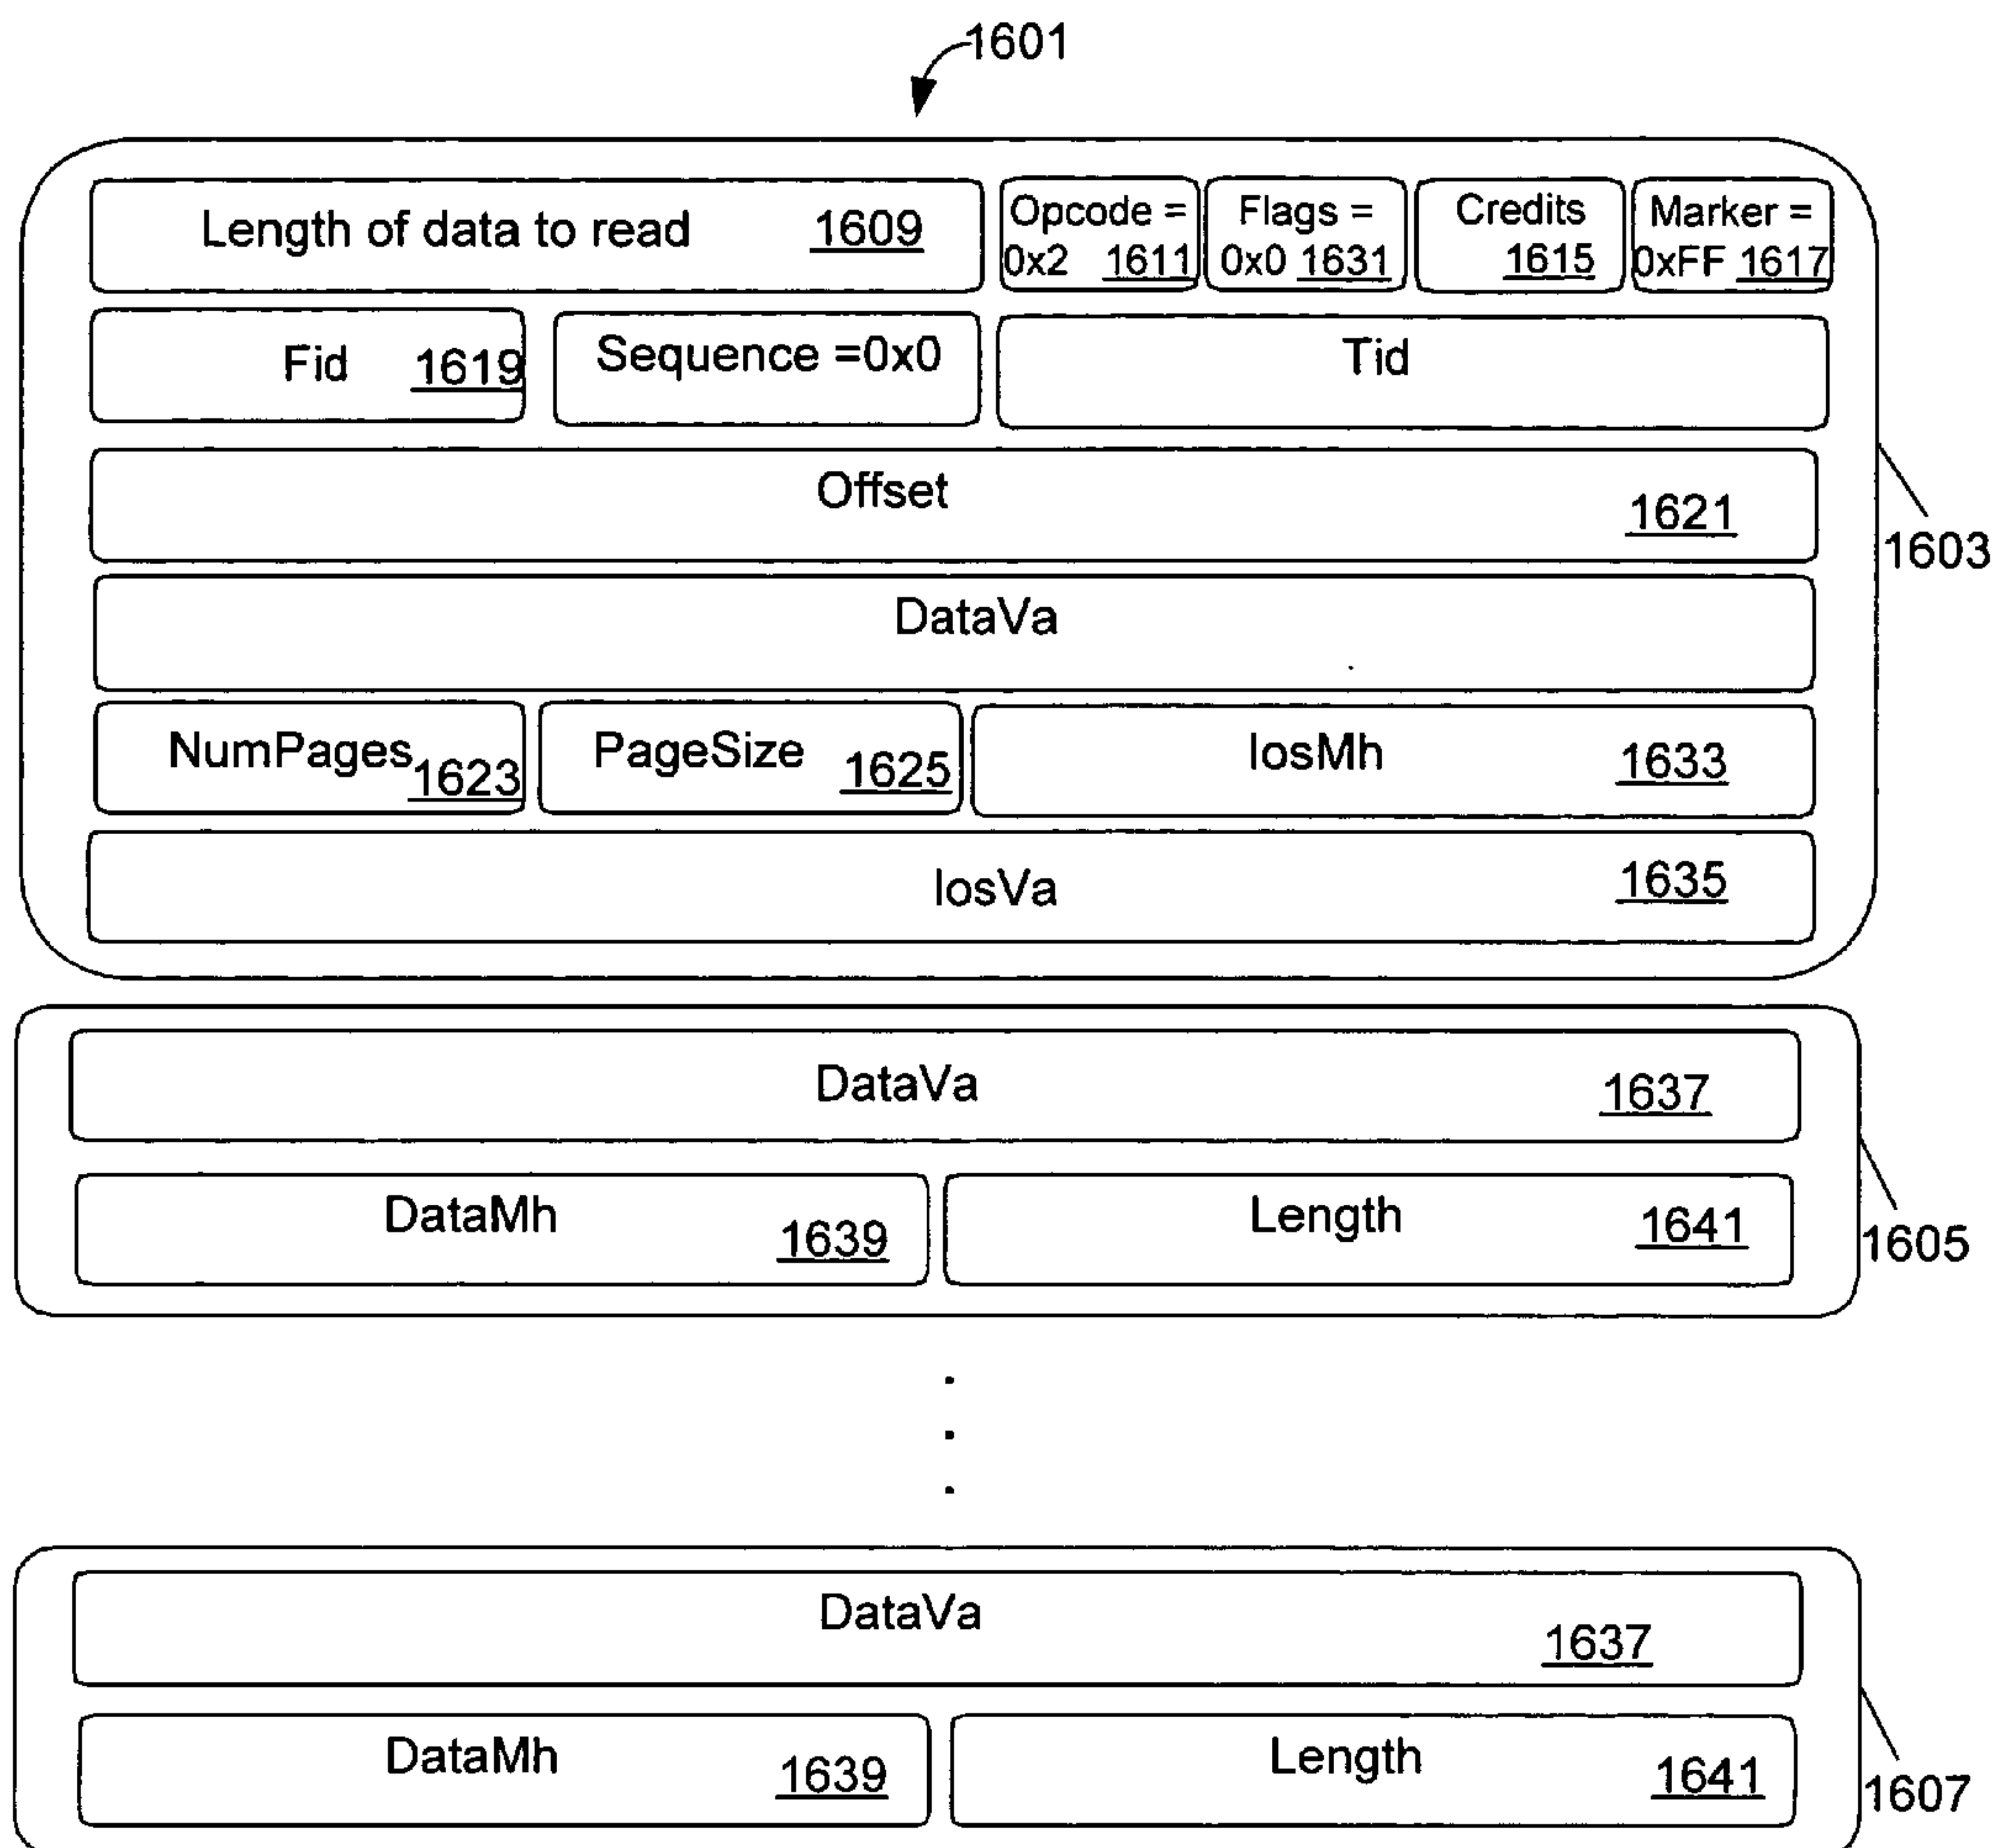 1601
Length of data to read 1609
Opcode =
0x2 1611
Flags =
0x0 1631
Credits
1615
Marker =
0xFF 1617
Fid 1619
Sequence =0x0
Tid
Offset
1621
1603
DataVa
NumPages 1623
PageSize 1625
IosMh 1633
IosVa 1635
DataVa 1637
DataMh 1639
Length 1641
1605
.
.
.
DataVa
1637
DataMh 1639
Length 1641
1607